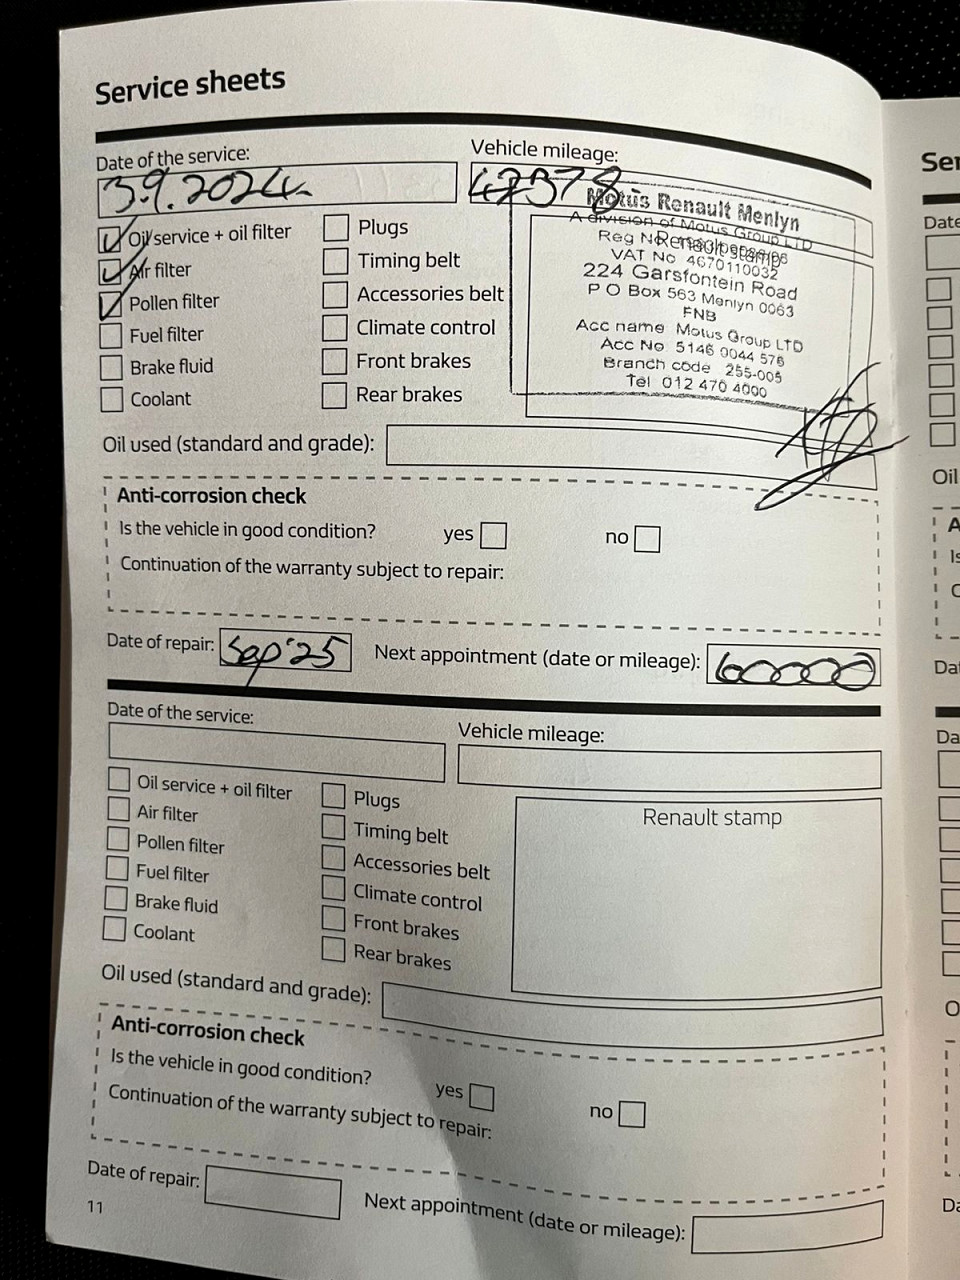 Service sheets
Date of the service:
Vehicle mileage:
3.9.2024
Motus Renault Menlyn
A division of Motus Group LTD
Reg No
Renault stamp
VAT No 4670110032
224 Garsfontein Road
P O Box 563 Menlyn 0063
FNB
Acc name Motus Group LTD
Acc No 5146 0044 576
Branch code 255-005
Tel 012 470 4000
Oil service + oil filter
Plugs
Air filter
Timing belt
Pollen filter
Accessories belt
Fuel filter
Climate control
Brake fluid
Front brakes
Coolant
Rear brakes
Oil used (standard and grade):
Anti-corrosion check
Is the vehicle in good condition? yes no
Continuation of the warranty subject to repair:
Date of repair: Sep'25 Next appointment (date or mileage): 60000
Date of the service:
Vehicle mileage:
Oil service + oil filter
Plugs
Air filter
Timing belt
Pollen filter
Accessories belt
Fuel filter
Climate control
Brake fluid
Front brakes
Coolant
Rear brakes
Renault stamp
Oil used (standard and grade):
Anti-corrosion check
Is the vehicle in good condition? yes no
Continuation of the warranty subject to repair:
Date of repair: Next appointment (date or mileage):
11
Ser
Date
Oil
A
Is
C
Dat
Da
O
Da